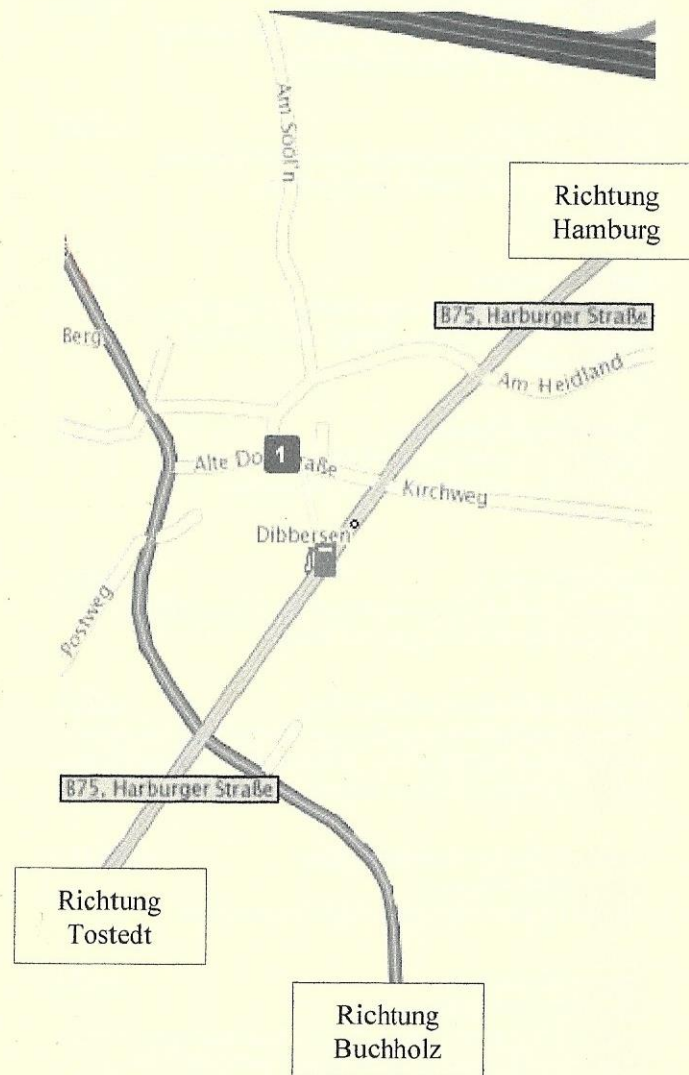 Am Sööl'n
Richtung
Hamburg
B75, Harburger Straße
Berg
Am Heidland
Alte Do
1
raße
Kirchweg
Dibbersen
Postweg
B75, Harburger Straße
Richtung
Tostedt
Richtung
Buchholz